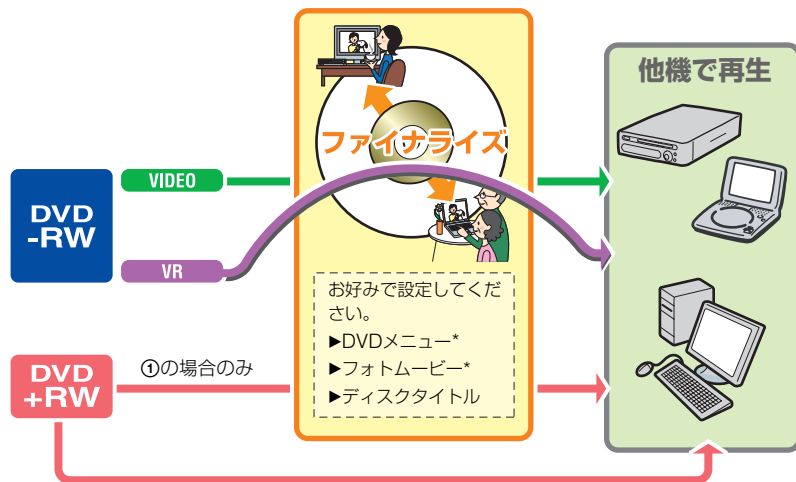 他機で再生
ファイナライズ
DVD
-RW
VIDEO
VR
お好みで設定してくだ
さい。
▶DVDメニュー*
▶フォトムービー*
▶ディスクタイトル
DVD
+RW
①の場合のみ